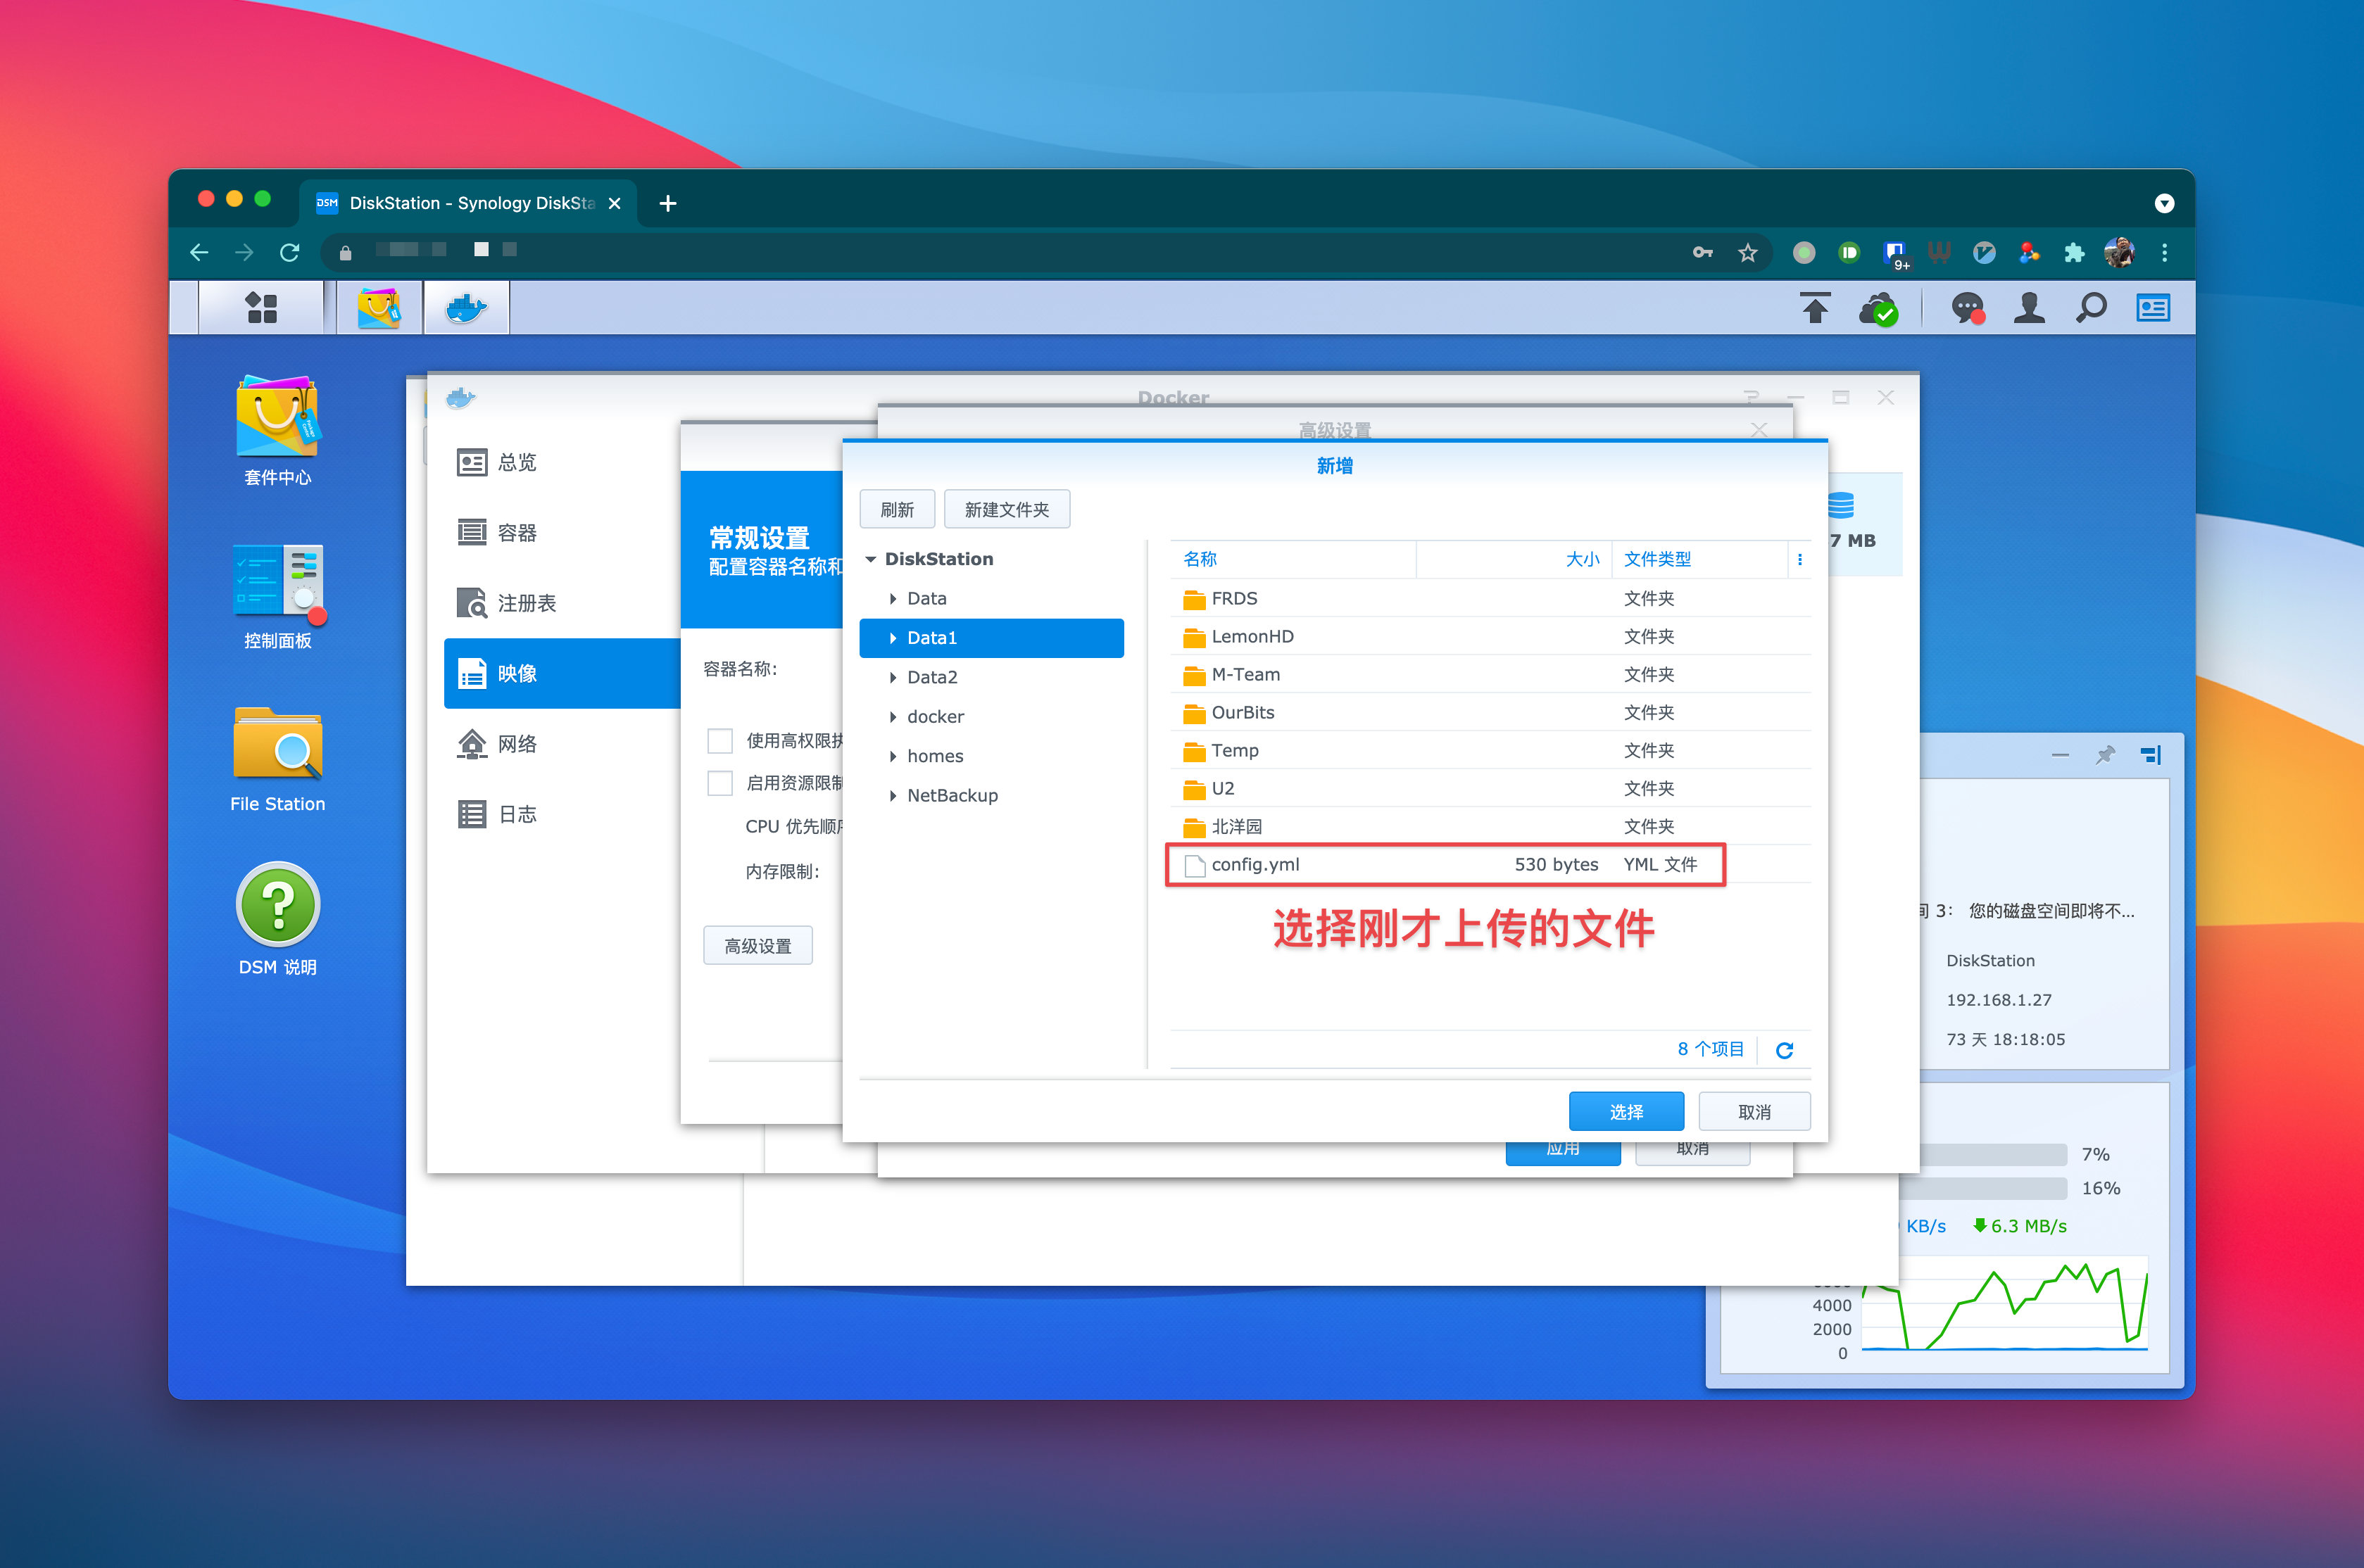 DSM DiskStation - Synology DiskSta
9+
套件中心
控制面板
File Station
DSM 说明
Docker
总览
容器
注册表
映像
网络
日志
常规设置
配置容器名称和
容器名称:
使用高权限执
启用资源限制
CPU 优先顺序
内存限制:
高级设置
高级设置
应用
取消
新增
刷新
新建文件夹
DiskStation
Data
Data1
Data2
docker
homes
NetBackup
名称 大小 文件类型
FRDS 文件夹
LemonHD 文件夹
M-Team 文件夹
OurBits 文件夹
Temp 文件夹
U2 文件夹
北洋园 文件夹
config.yml 530 bytes YML 文件
选择刚才上传的文件
8 个项目
选择
取消
7 MB
间 3： 您的磁盘空间即将不...
DiskStation
192.168.1.27
73 天 18:18:05
7%
16%
KB/s 6.3 MB/s
4000
2000
0